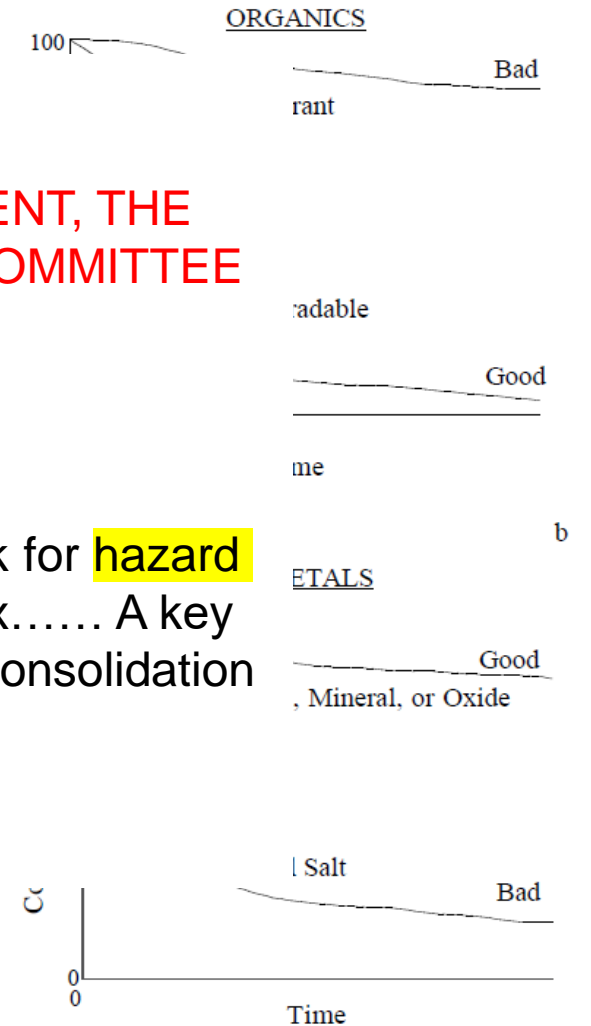 ORGANICS
100
Bad
rant
ENT, THE
OMMITTEE
radable
Good
me
b
k for hazard
ETALS
x…… A key
Good
onsolidation
, Mineral, or Oxide
l Salt
Bad
0
0
Time